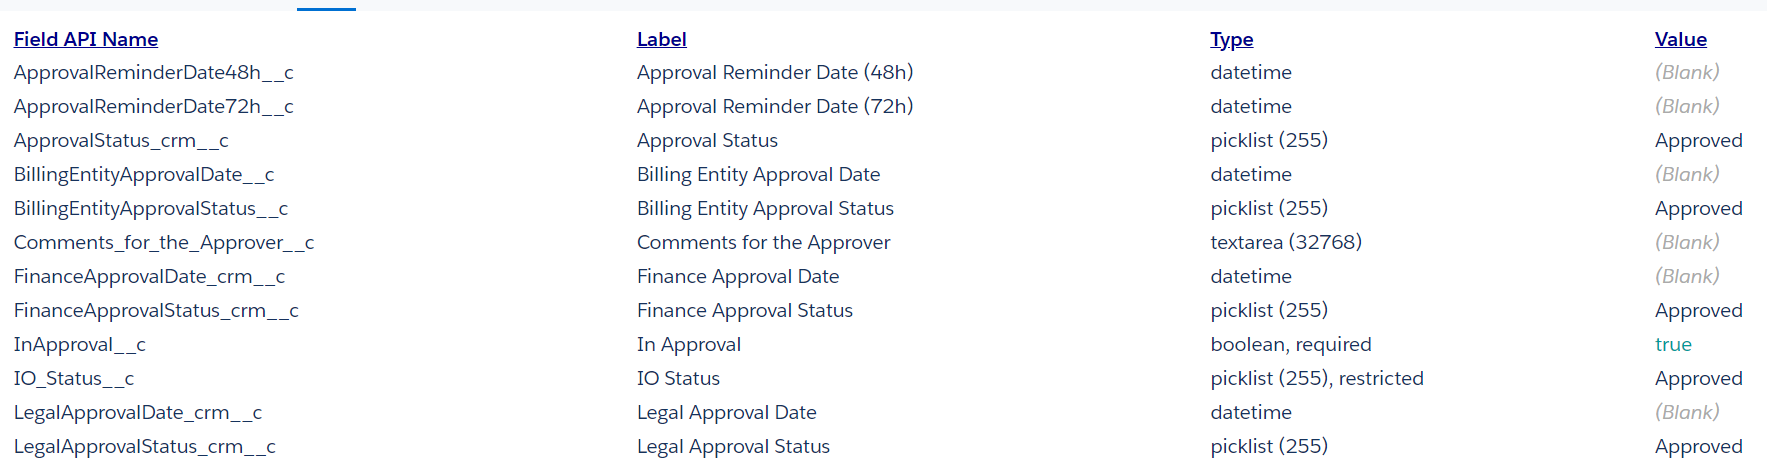 Field API Name Label Type Value
ApprovalReminderDate48h__c Approval Reminder Date (48h) datetime (Blank)
ApprovalReminderDate72h__c Approval Reminder Date (72h) datetime (Blank)
ApprovalStatus_crm__c Approval Status picklist (255) Approved
BillingEntityApprovalDate__c Billing Entity Approval Date datetime (Blank)
BillingEntityApprovalStatus__c Billing Entity Approval Status picklist (255) Approved
Comments_for_the_Approver__c Comments for the Approver textarea (32768) (Blank)
FinanceApprovalDate_crm__c Finance Approval Date datetime (Blank)
FinanceApprovalStatus_crm__c Finance Approval Status picklist (255) Approved
InApproval__c In Approval boolean, required true
IO_Status__c IO Status picklist (255), restricted Approved
LegalApprovalDate_crm__c Legal Approval Date datetime (Blank)
LegalApprovalStatus_crm__c Legal Approval Status picklist (255) Approved